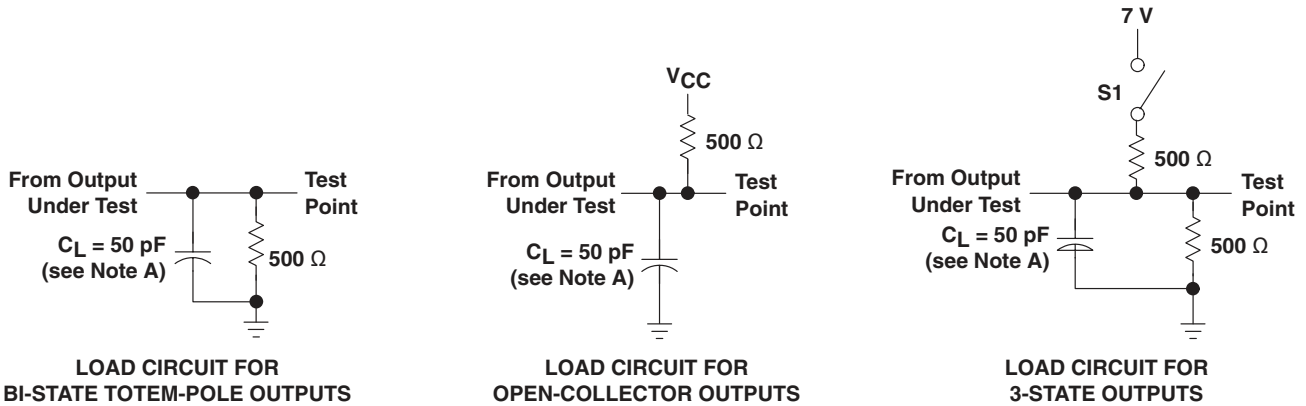 From Output
Under Test
Test
Point
CL = 50 pF
(see Note A)
500 Ω
LOAD CIRCUIT FOR
BI-STATE TOTEM-POLE OUTPUTS
VCC
500 Ω
From Output
Under Test
Test
Point
CL = 50 pF
(see Note A)
LOAD CIRCUIT FOR
OPEN-COLLECTOR OUTPUTS
7 V
S1
500 Ω
From Output
Under Test
Test
Point
CL = 50 pF
(see Note A)
500 Ω
LOAD CIRCUIT FOR
3-STATE OUTPUTS